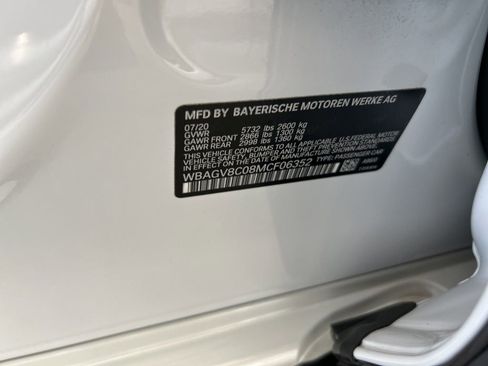 MFD BY BAYERISCHE MOTOREN WERKE AG
07/20
GVWR 5732 lbs 2600 kg
GAWR FRONT 2866 lbs 1300 kg
GAWR REAR 2998 lbs 1360 kg
THIS VEHICLE CONFORMS TO ALL APPLICABLE U.S. FEDERAL MOTOR
VEHICLE SAFETY, BUMPER, AND THEFT PREVENTION STANDARDS
IN EFFECT ON THE DATE OF MANUFACTURE SHOWN ABOVE.
WBAGV8C08MCF06352 TYPE: PASSENGER CAR